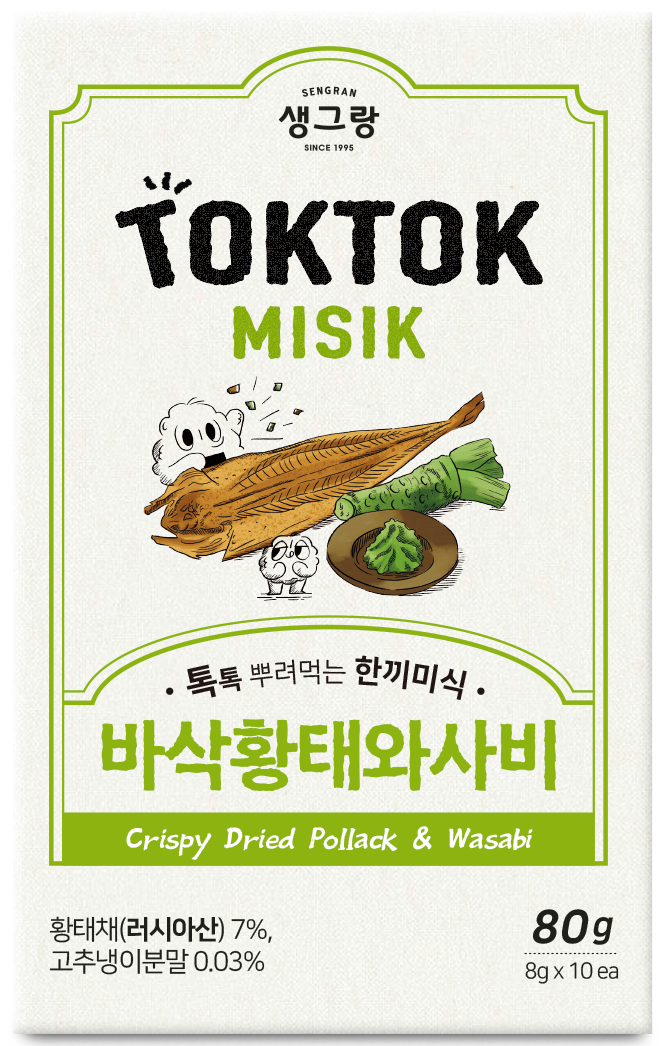 SENGRAN
생그랑
SINCE 1995
TOKTOK
MISIK
• 톡톡 뿌려먹는 한끼미식 •
바삭황태와사비
Crispy Dried Pollack & Wasabi
황태채(러시아산) 7%,
고추냉이분말 0.03%
80g
8g x 10 ea